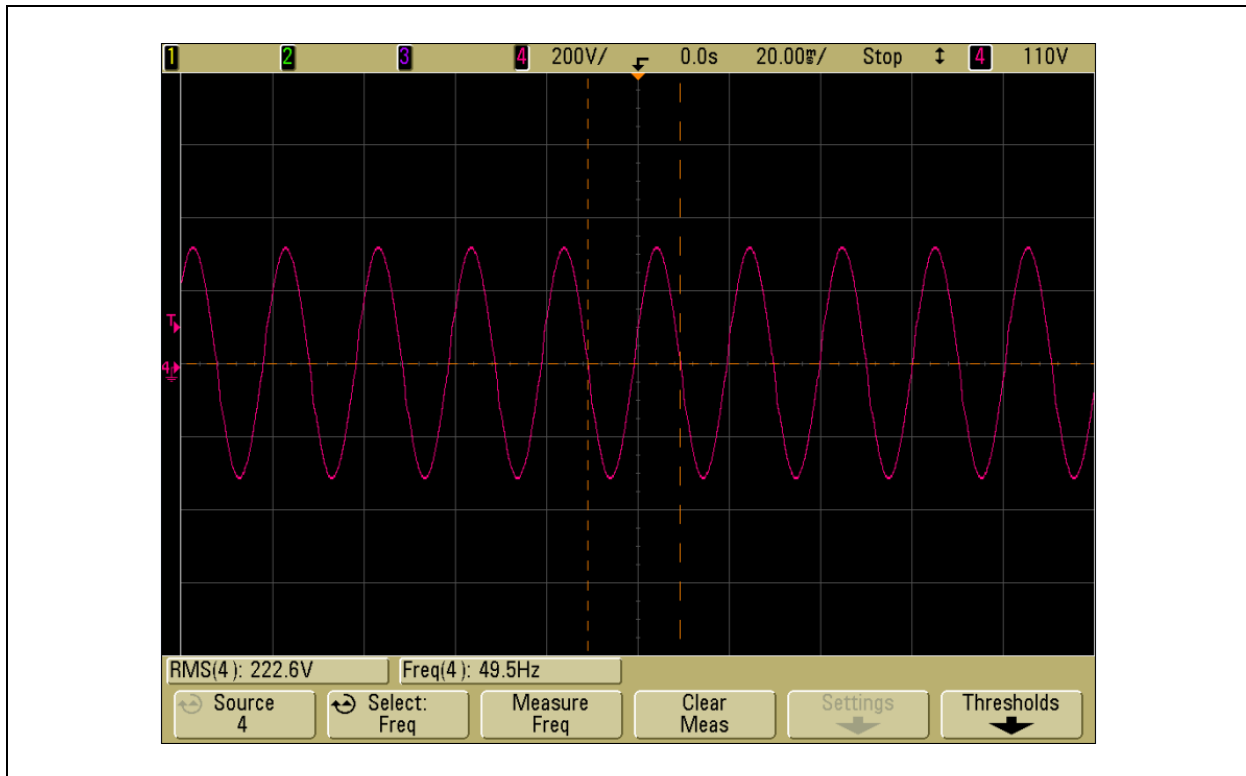 1 2 3 4 200V/ 0.0s 20.00ms/ Stop ↕ 4 110V
T
4
RMS(4): 222.6V Freq(4): 49.5Hz
Source Select: Measure Clear Settings Thresholds
4 Freq Freq Meas